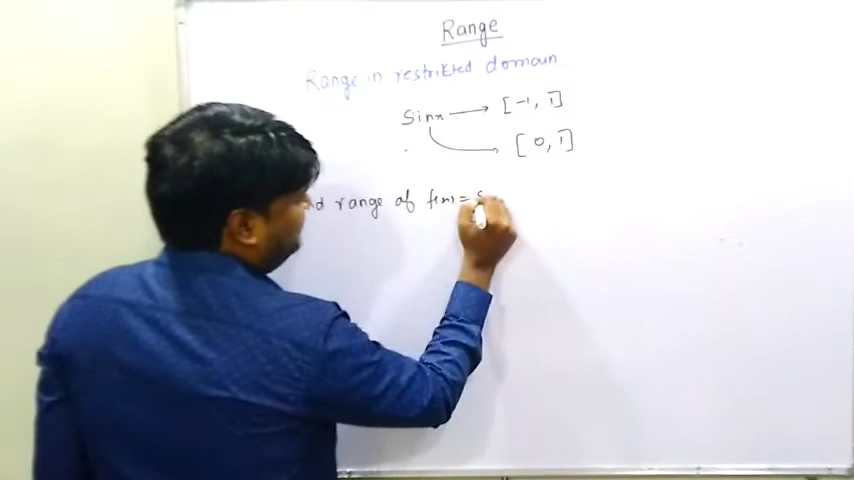 Range
Range in restricted domain
Sinx → [-1, 1]
[0, 1]
range of f(x) =